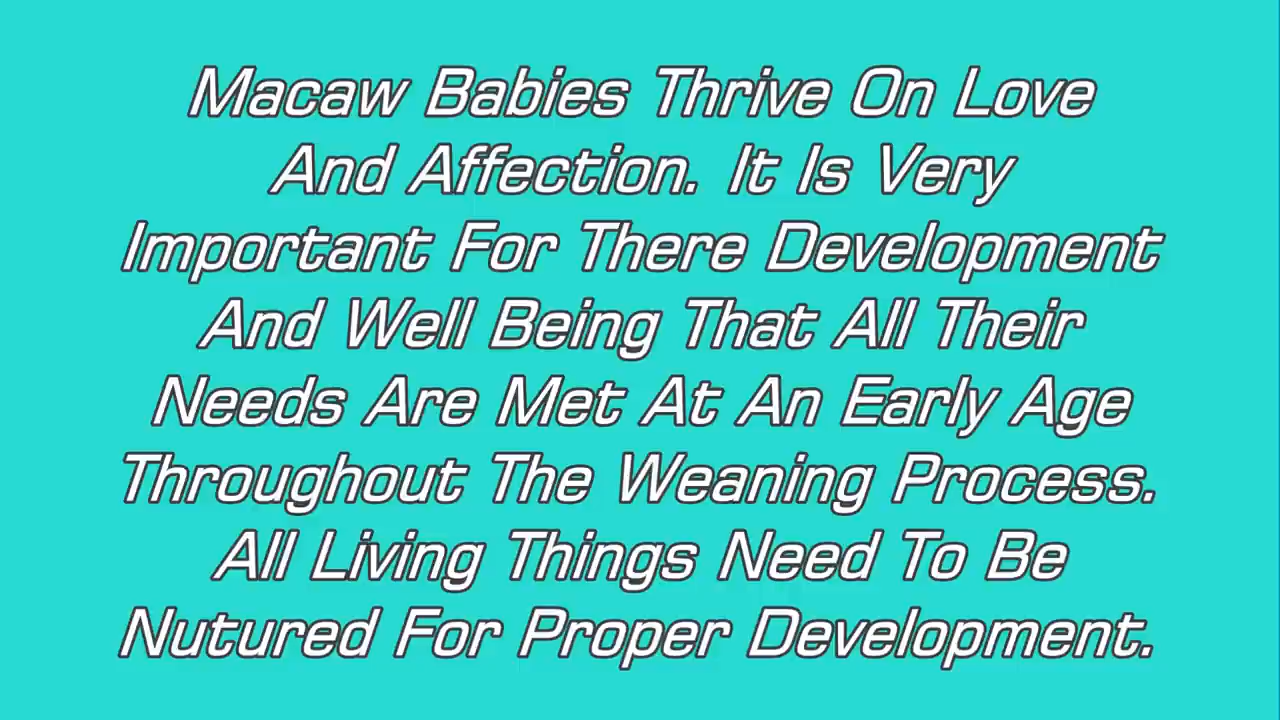 Macaw Babies Thrive On Love
And Affection. It Is Very
Important For There Development
And Well Being That All Their
Needs Are Met At An Early Age
Throughout The Weaning Process.
All Living Things Need To Be
Nutured For Proper Development.